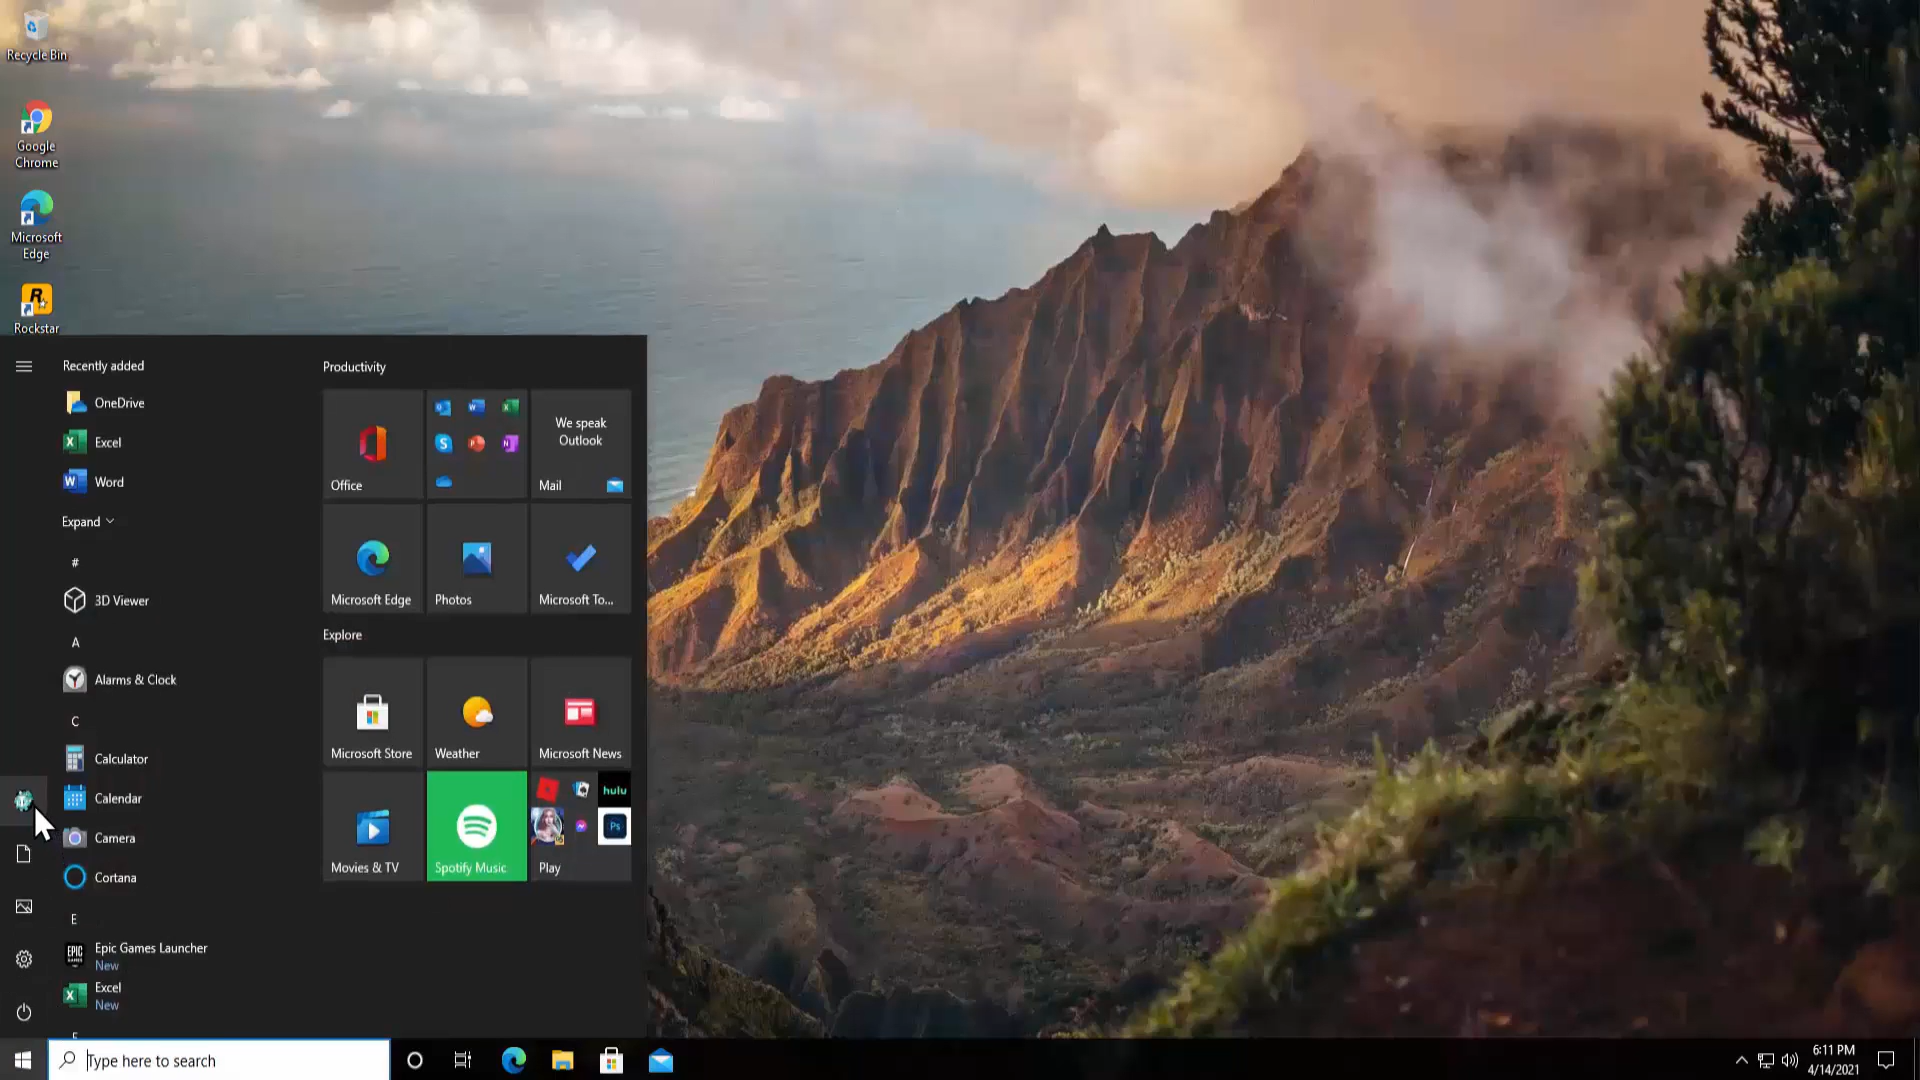 Recycle Bin
Google
Chrome
Microsoft
Edge
Rockstar
Recently added
OneDrive
Excel
Word
Expand
#
3D Viewer
A
Alarms & Clock
C
Calculator
Calendar
Camera
Cortana
E
Epic Games Launcher
New
Excel
New
Productivity
Office
We speak
Outlook
Mail
Microsoft Edge
Photos
Microsoft To...
Explore
Microsoft Store
Weather
Microsoft News
Movies & TV
Spotify Music
hulu
Ps
Play
Type here to search
6:11 PM
4/14/2021